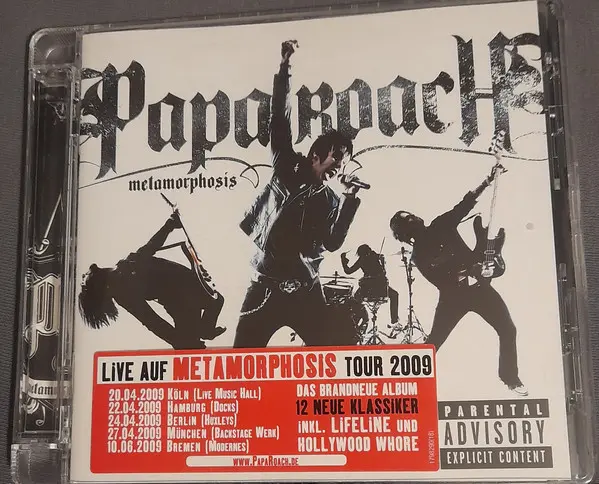 PapaRoach
metamorphosis
LiVE AUF METAMORPHOSIS TOUR 2009
20.04.2009 KÖLN (LIVE MUSIC HALL)
22.04.2009 HAMBURG (DOCKS)
24.04.2009 BERLIN (HUXLEYS)
27.04.2009 MÜNCHEN (BACKSTAGE WERK)
10.06.2009 BREMEN (MODERNES)
DAS BRANDNEUE ALBUM
12 NEUE KLASSIKER
INKL. LIFELINE UND
HOLLYWOOD WHORE
WWW.PAPAROACH.DE
PARENTAL
ADVISORY
EXPLICIT CONTENT